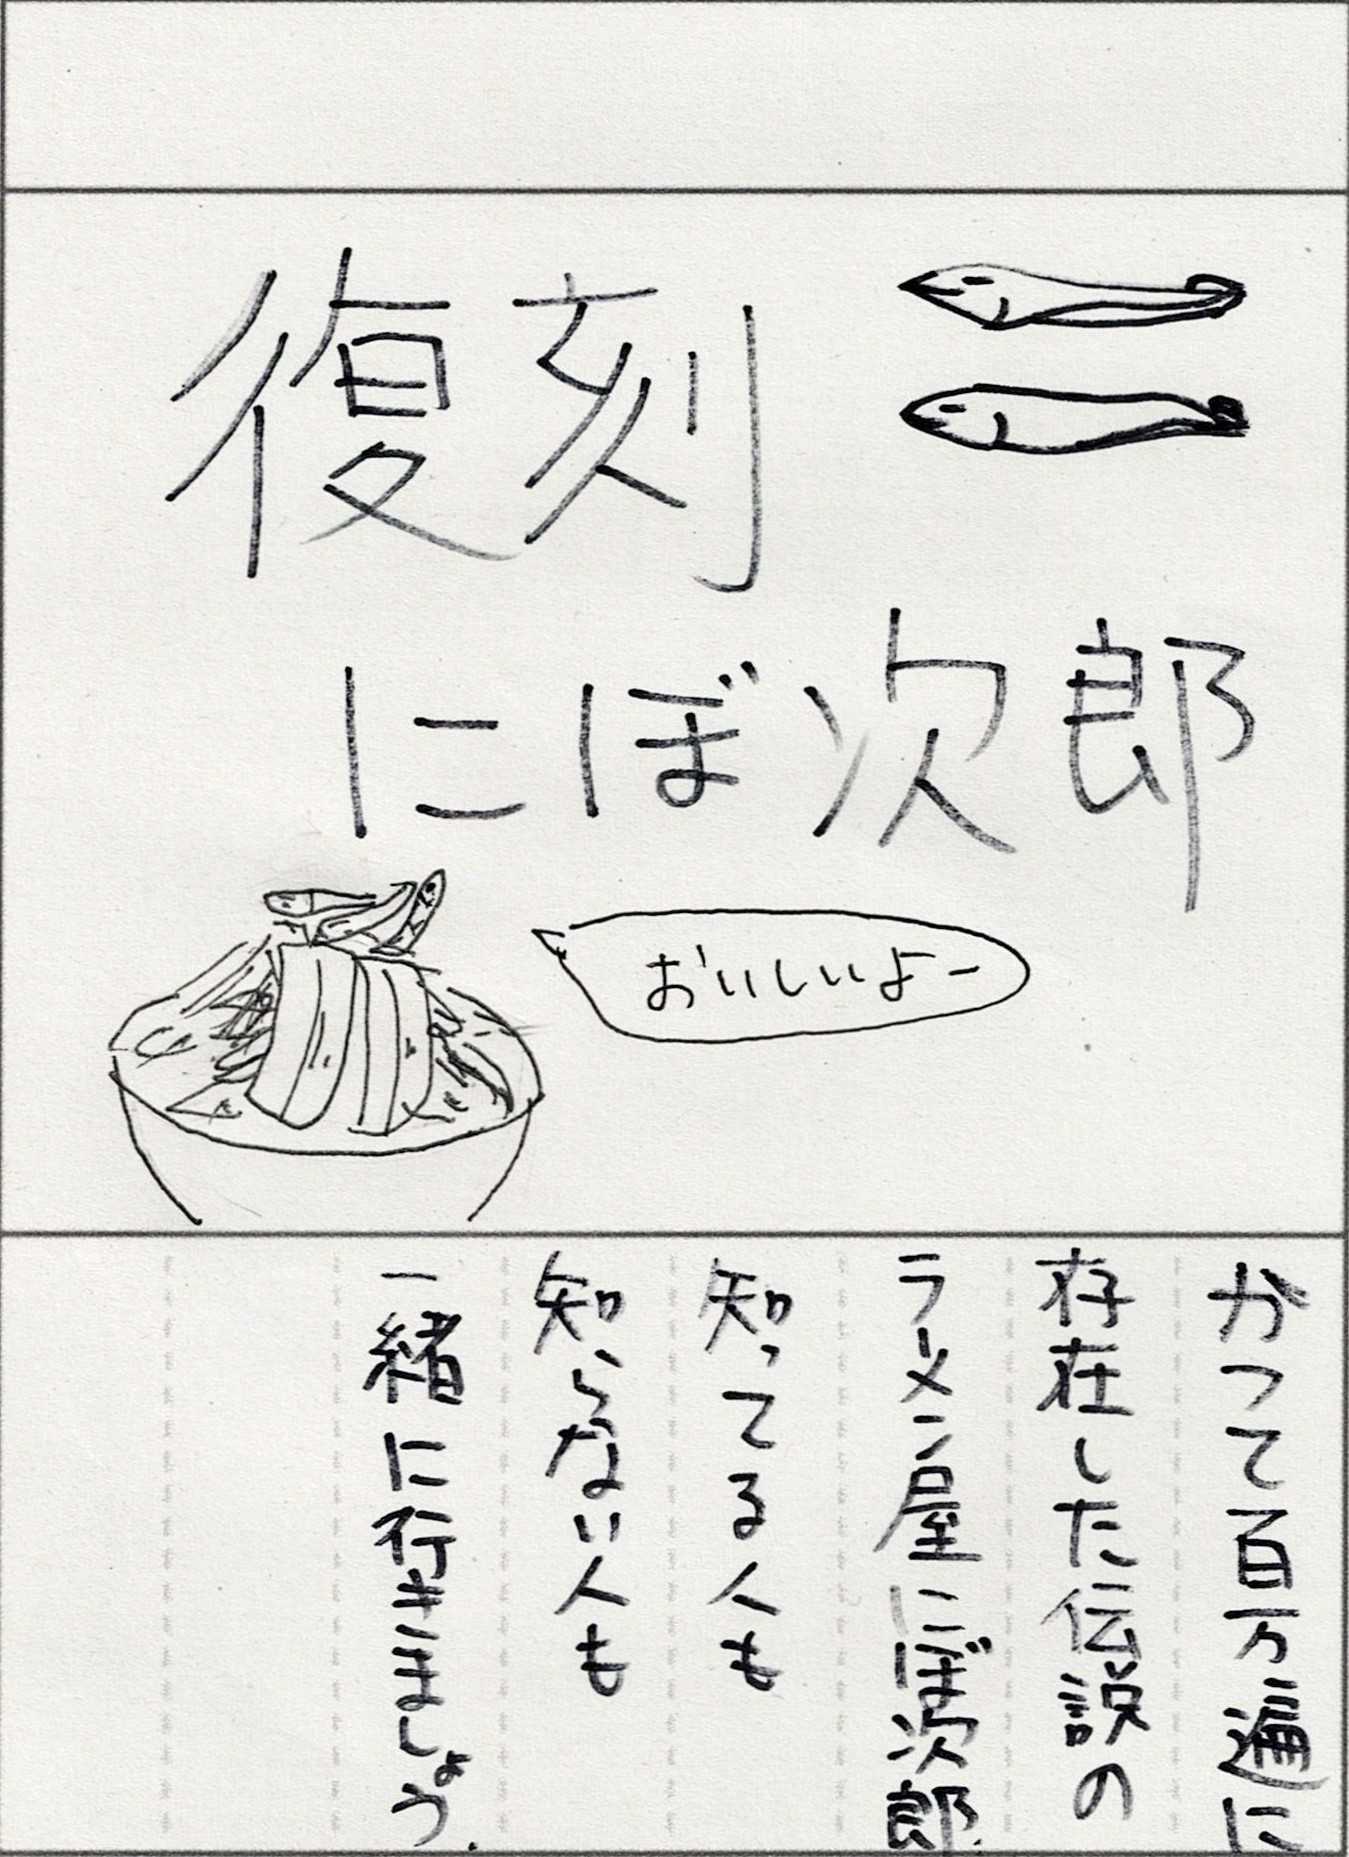 復刻
にぼ次郎
おいしいよー
かつて百万遍に
存在した伝説の
ラーメン屋にぼ次郎
知ってる人も
知らない人も
一緒に行きましょう.